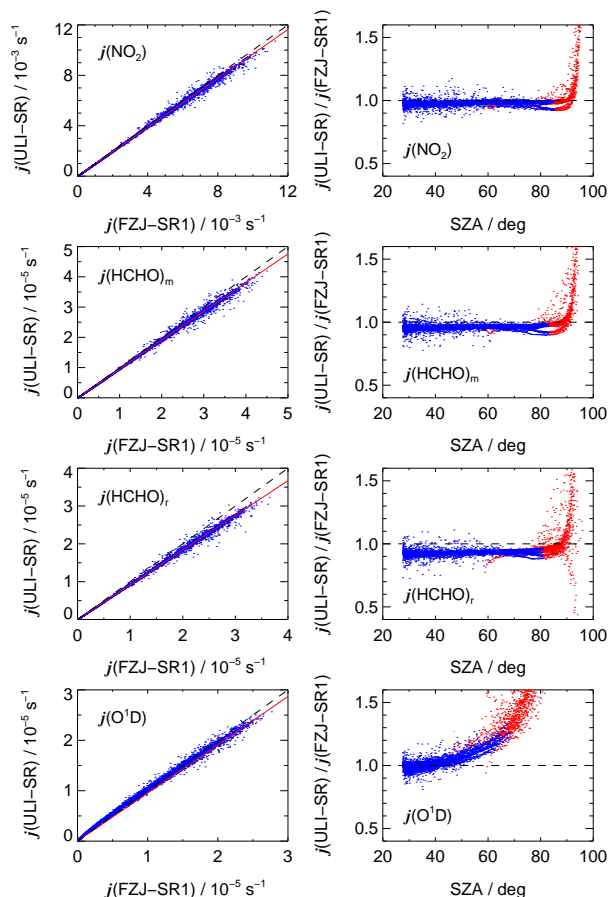 12
8
4
0
j(ULI–SR) / 10⁻³ s⁻¹
j(NO₂)
0 4 8 12
j(FZJ–SR1) / 10⁻³ s⁻¹
1.5
1.0
0.5
j(ULI–SR) / j(FZJ–SR1)
j(NO₂)
20 40 60 80 100
SZA / deg
5
4
3
2
1
0
j(ULI–SR) / 10⁻⁵ s⁻¹
j(HCHO)ₘ
0 1 2 3 4 5
j(FZJ–SR1) / 10⁻⁵ s⁻¹
1.5
1.0
0.5
j(ULI–SR) / j(FZJ–SR1)
j(HCHO)ₘ
20 40 60 80 100
SZA / deg
4
3
2
1
0
j(ULI–SR) / 10⁻⁵ s⁻¹
j(HCHO)ᵣ
0 1 2 3 4
j(FZJ–SR1) / 10⁻⁵ s⁻¹
1.5
1.0
0.5
j(ULI–SR) / j(FZJ–SR1)
j(HCHO)ᵣ
20 40 60 80 100
SZA / deg
3
2
1
0
j(ULI–SR) / 10⁻⁵ s⁻¹
j(O¹D)
0 1 2 3
j(FZJ–SR1) / 10⁻⁵ s⁻¹
1.5
1.0
0.5
j(ULI–SR) / j(FZJ–SR1)
j(O¹D)
20 40 60 80 100
SZA / deg